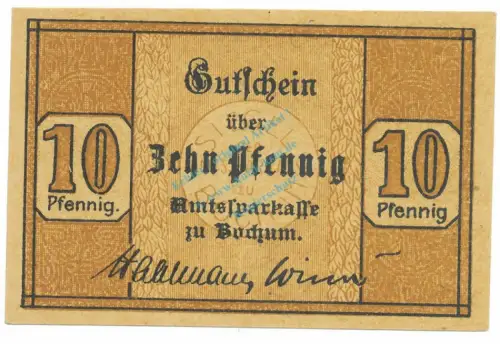 Gutschein
über
Zehn Pfennig
Amtssparkasse
zu Bochum.
10
Pfennig.
10
Pfennig